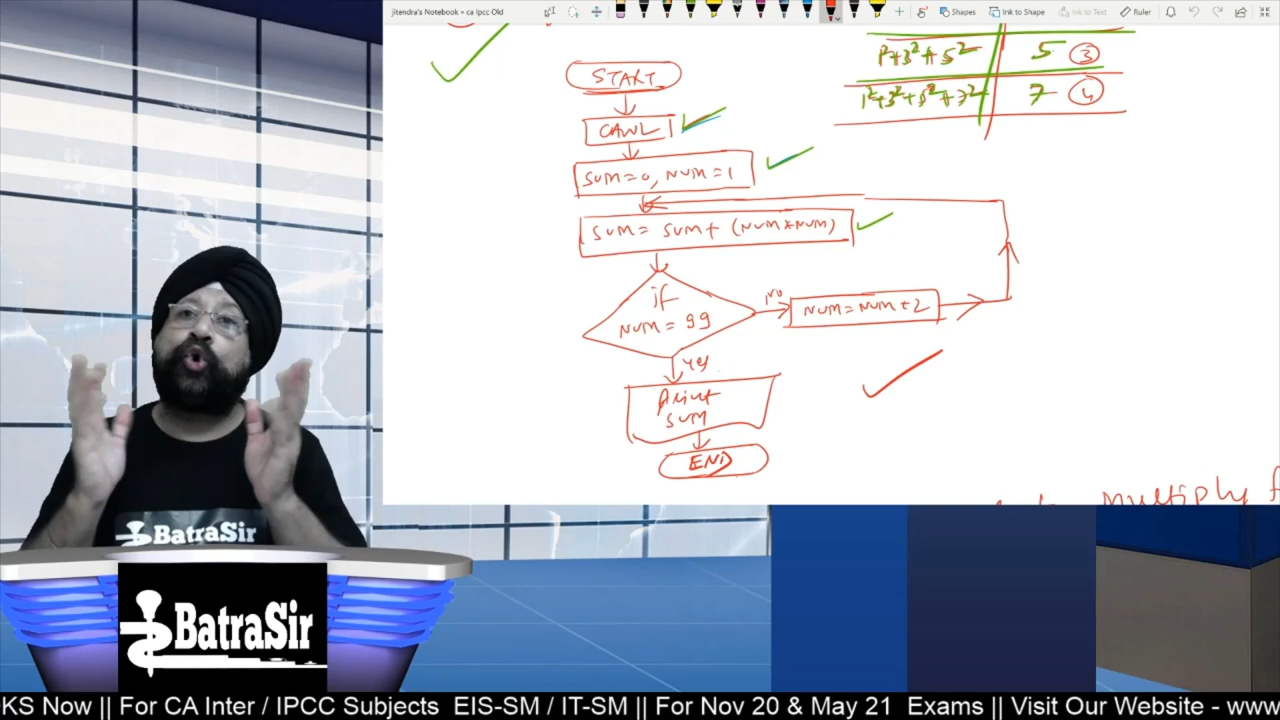 jitendra's Notebook > ca Ipcc Old
Shapes
Ink to Shape
Ink to Text
Ruler
1²+3²+5² 5 ③
1²+3²+5²+7² 7 ④
START
CAWL
SUM=0, NUM=1
SUM= SUM+ (NUM*NUM)
if
NUM = 99
No
NUM=NUM+2
Yes
Print
SUM
END
multiply f
BatraSir
BatraSir
OKS Now || For CA Inter / IPCC Subjects EIS-SM / IT-SM || For Nov 20 & May 21 Exams || Visit Our Website - www